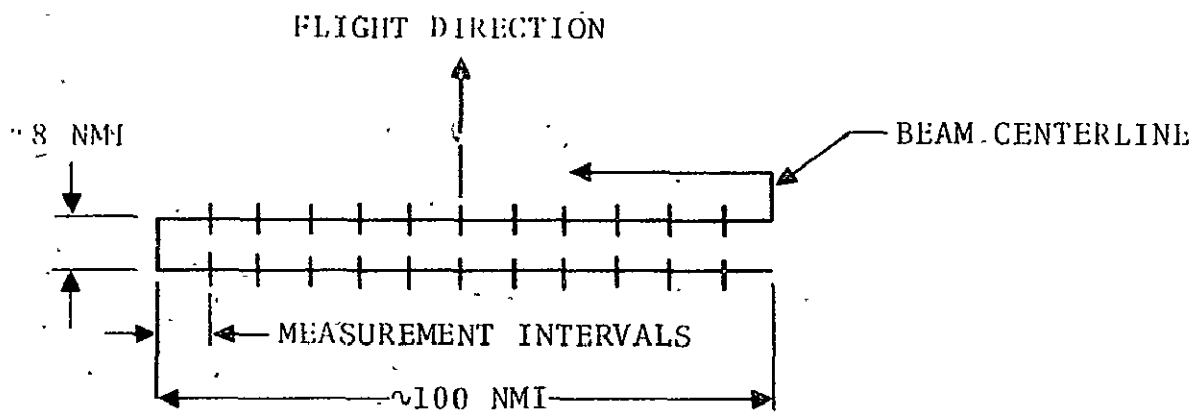 FLIGHT DIRECTION
8 NMI
BEAM CENTERLINE
MEASUREMENT INTERVALS
~100 NMI